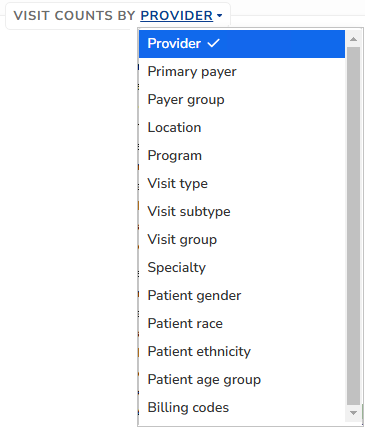 VISIT COUNTS BY PROVIDER
Provider
Primary payer
Payer group
Location
Program
Visit type
Visit subtype
Visit group
Specialty
Patient gender
Patient race
Patient ethnicity
Patient age group
Billing codes